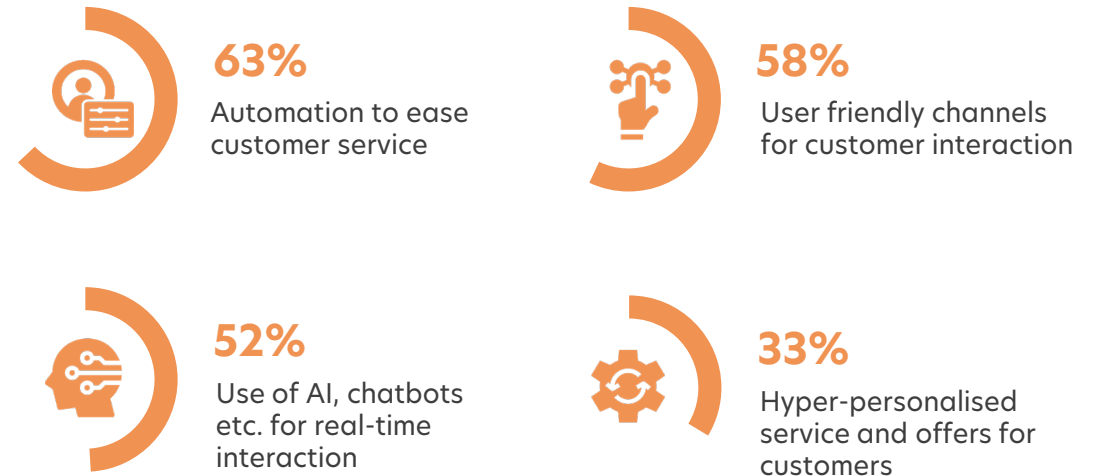 63%
Automation to ease
customer service
58%
User friendly channels
for customer interaction
52%
Use of AI, chatbots
etc. for real-time
interaction
33%
Hyper-personalised
service and offers for
customers